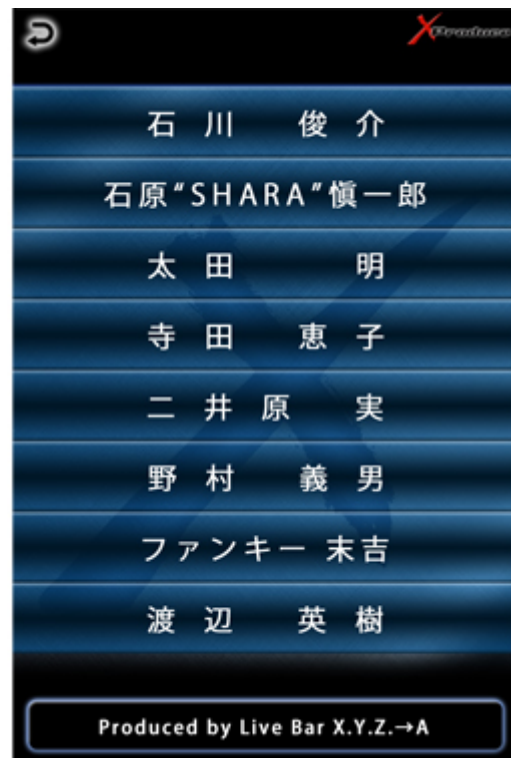 XProduce
石川 俊介
石原“SHARA”愼一郎
太田 明
寺田 恵子
二井原 実
野村 義男
ファンキー 末吉
渡辺 英樹
Produced by Live Bar X.Y.Z.→A